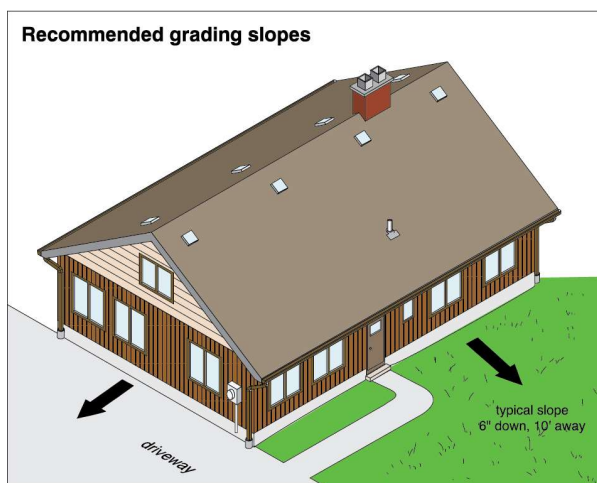 Recommended grading slopes
driveway
typical slope
6" down, 10' away